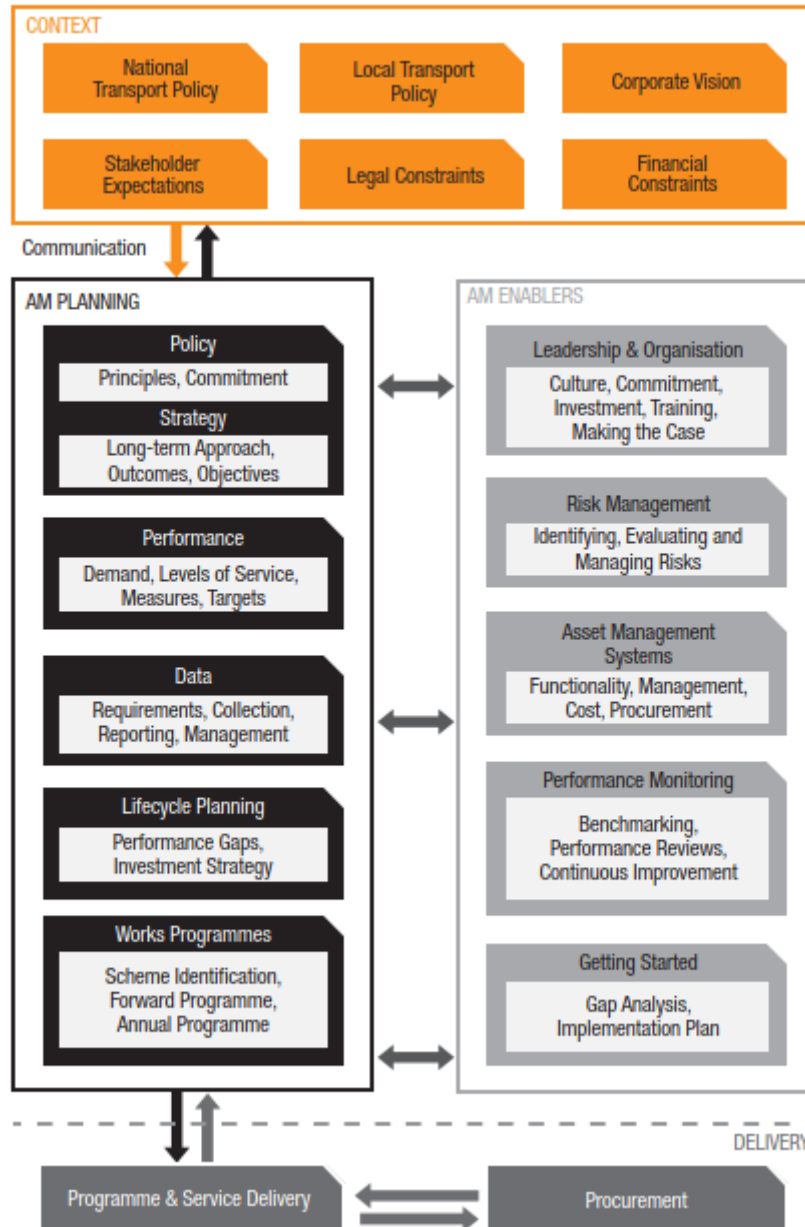 CONTEXT
National
Transport Policy
Local Transport
Policy
Corporate Vision
Stakeholder
Expectations
Legal Constraints
Financial
Constraints
Communication
AM PLANNING
Policy
Principles, Commitment
Strategy
Long-term Approach,
Outcomes, Objectives
Performance
Demand, Levels of Service,
Measures, Targets
Data
Requirements, Collection,
Reporting, Management
Lifecycle Planning
Performance Gaps,
Investment Strategy
Works Programmes
Scheme Identification,
Forward Programme,
Annual Programme
AM ENABLERS
Leadership & Organisation
Culture, Commitment,
Investment, Training,
Making the Case
Risk Management
Identifying, Evaluating and
Managing Risks
Asset Management
Systems
Functionality, Management,
Cost, Procurement
Performance Monitoring
Benchmarking,
Performance Reviews,
Continuous Improvement
Getting Started
Gap Analysis,
Implementation Plan
DELIVERY
Programme & Service Delivery
Procurement